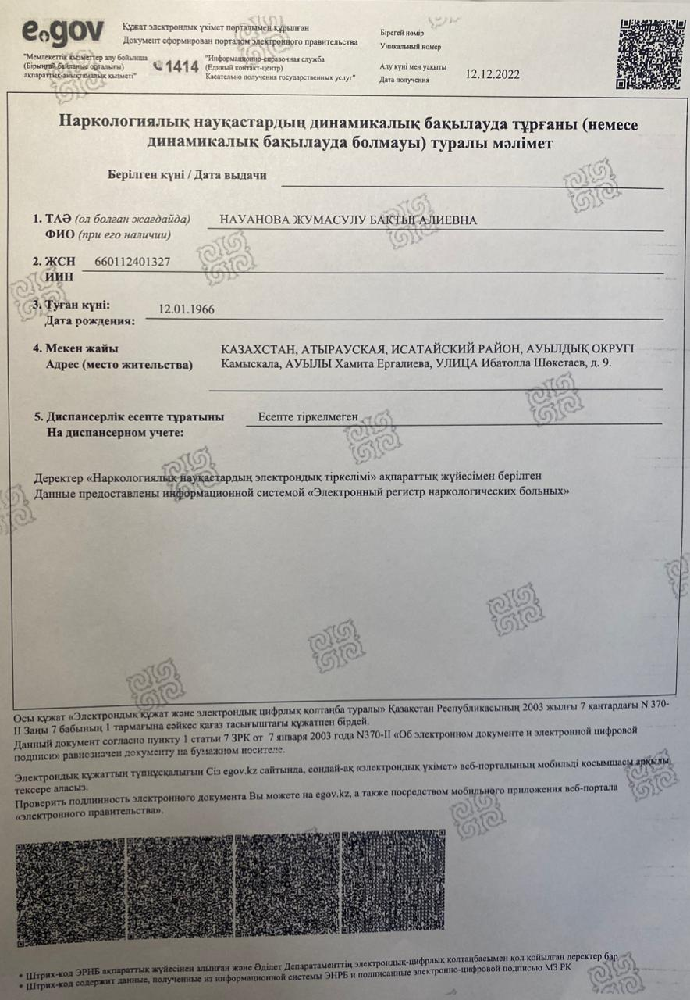 e.gov
Құжат электрондық үкімет порталымен құрылған
Документ сформирован порталом электронного правительства
"Мемлекеттік қызметтер алу бойынша
(Бірыңғай байланыс орталығы)
ақпараттық-анықтамалық қызметі"
1414
"Информационно-справочная служба
(Единый контакт-центр)
Касательно получения государственных услуг"
Бірегей нөмір
Уникальный номер
Алу күні мен уақыты
Дата получения
12.12.2022
Наркологиялық науқастардың динамикалық бақылауда тұрғаны (немесе
динамикалық бақылауда болмауы) туралы мәлімет
Берілген күні / Дата выдачи
1. ТАӘ (ол болған жағдайда)
ФИО (при его наличии)
НАУАНОВА ЖУМАСУЛУ БАКТЫГАЛИЕВНА
2. ЖСН
ИИН
660112401327
3. Туған күні:
Дата рождения:
12.01.1966
4. Мекен жайы
Адрес (место жительства)
КАЗАХСТАН, АТЫРАУСКАЯ, ИСАТАЙСКИЙ РАЙОН, АУЫЛДЫҚ ОКРУГІ
Камыскала, АУЫЛЫ Хамита Ергалиева, УЛИЦА Ибатолла Шөкетаев, д. 9.
5. Диспансерлік есепте тұратыны
На диспансерном учете:
Есепте тіркелмеген
Деректер «Наркологиялық науқастардың электрондық тіркелімі» ақпараттық жүйесімен берілген
Данные предоставлены информационной системой «Электронный регистр наркологических больных»
Осы құжат «Электрондық құжат және электрондық цифрлық қолтаңба туралы» Қазақстан Республикасының 2003 жылғы 7 қаңтардағы N 370-
II Заңы 7 бабының 1 тармағына сәйкес қағаз тасығыштағы құжатпен бірдей.
Данный документ согласно пункту 1 статьи 7 ЗРК от 7 января 2003 года N370-II «Об электронном документе и электронной цифровой
подписи» равнозначен документу на бумажном носителе.
Электрондық құжаттың түпнұсқалығын Сіз egov.kz сайтында, сондай-ақ «электрондық үкімет» веб-порталының мобильді қосымшасы арқылы
тексере аласыз.
Проверить подлинность электронного документа Вы можете на egov.kz, а также посредством мобильного приложения веб-портала
«электронного правительства».
* Штрих-код ЭРНБ ақпараттық жүйесінен алынған және Әділет Депараментттің электрондық-цифрлық қолтаңбасымен қол қойылған деректер бар
* Штрих-код содержит данные, полученные из информационной системы ЭНРБ и подписанные электронно-цифровой подписью МЗ РК